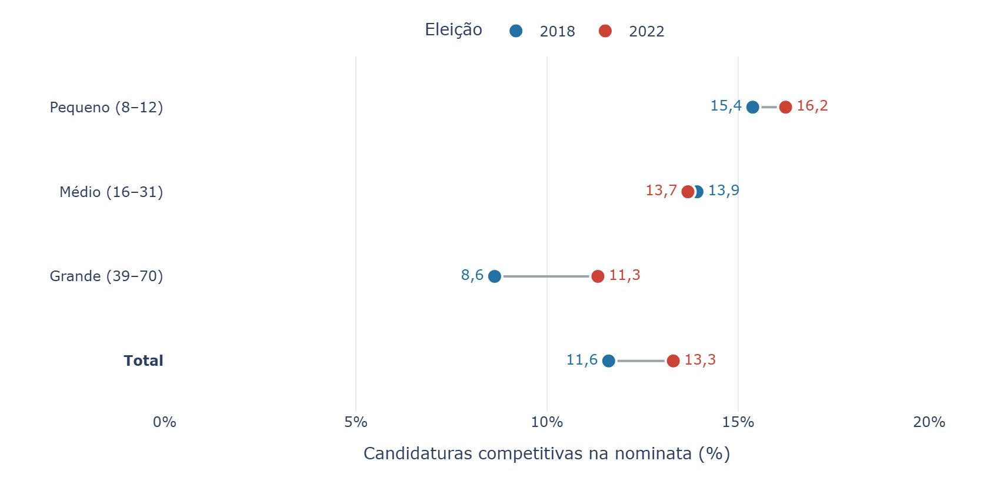 Eleição 2018 2022
Pequeno (8–12) 15,4 16,2
Médio (16–31) 13,7 13,9
Grande (39–70) 8,6 11,3
Total 11,6 13,3
0% 5% 10% 15% 20%
Candidaturas competitivas na nominata (%)